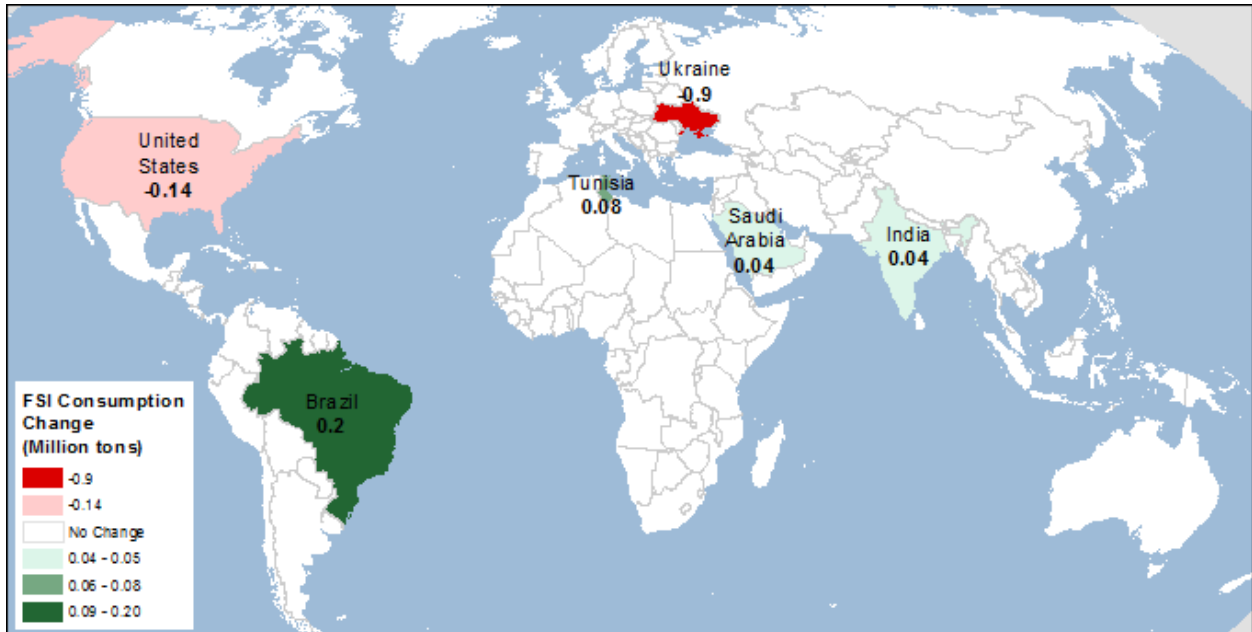 Ukraine
-0.9
United
States
-0.14
Tunisia
0.08
Saudi
Arabia
0.04
India
0.04
Brazil
0.2
FSI Consumption
Change
(Million tons)
-0.9
-0.14
No Change
0.04 - 0.05
0.06 - 0.08
0.09 - 0.20